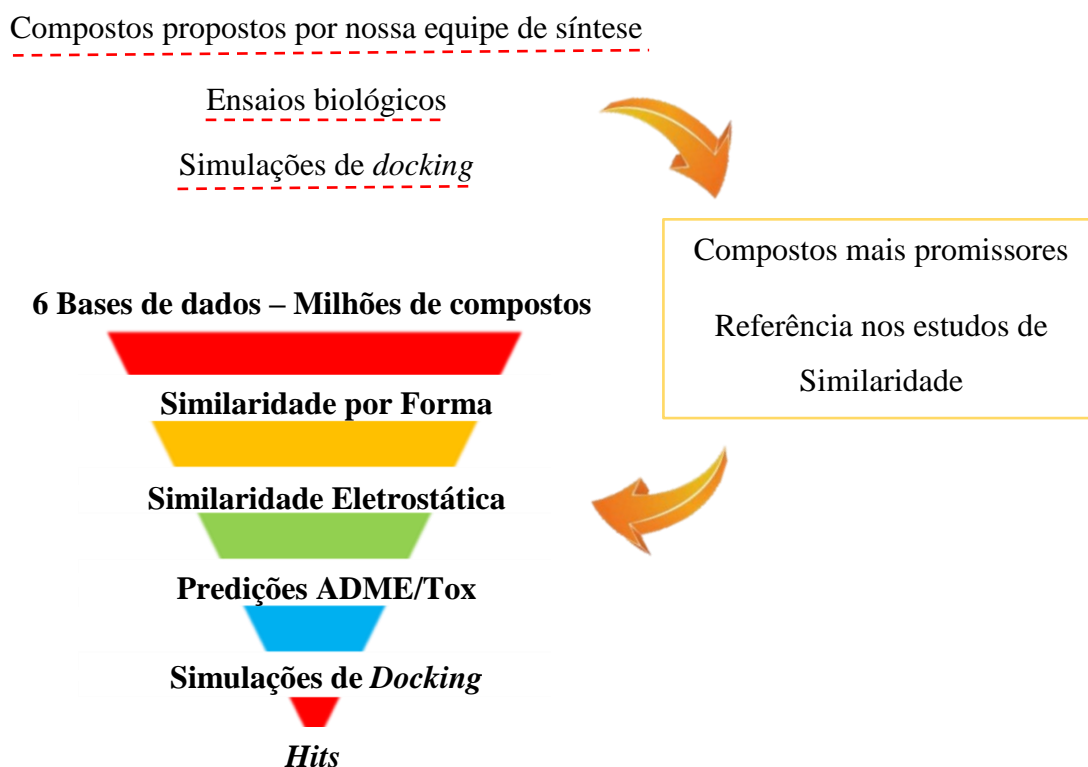 Compostos propostos por nossa equipe de síntese
Ensaios biológicos
Simulações de docking
Compostos mais promissores
Referência nos estudos de
Similaridade
6 Bases de dados – Milhões de compostos
Similaridade por Forma
Similaridade Eletrostática
Predições ADME/Tox
Simulações de Docking
Hits